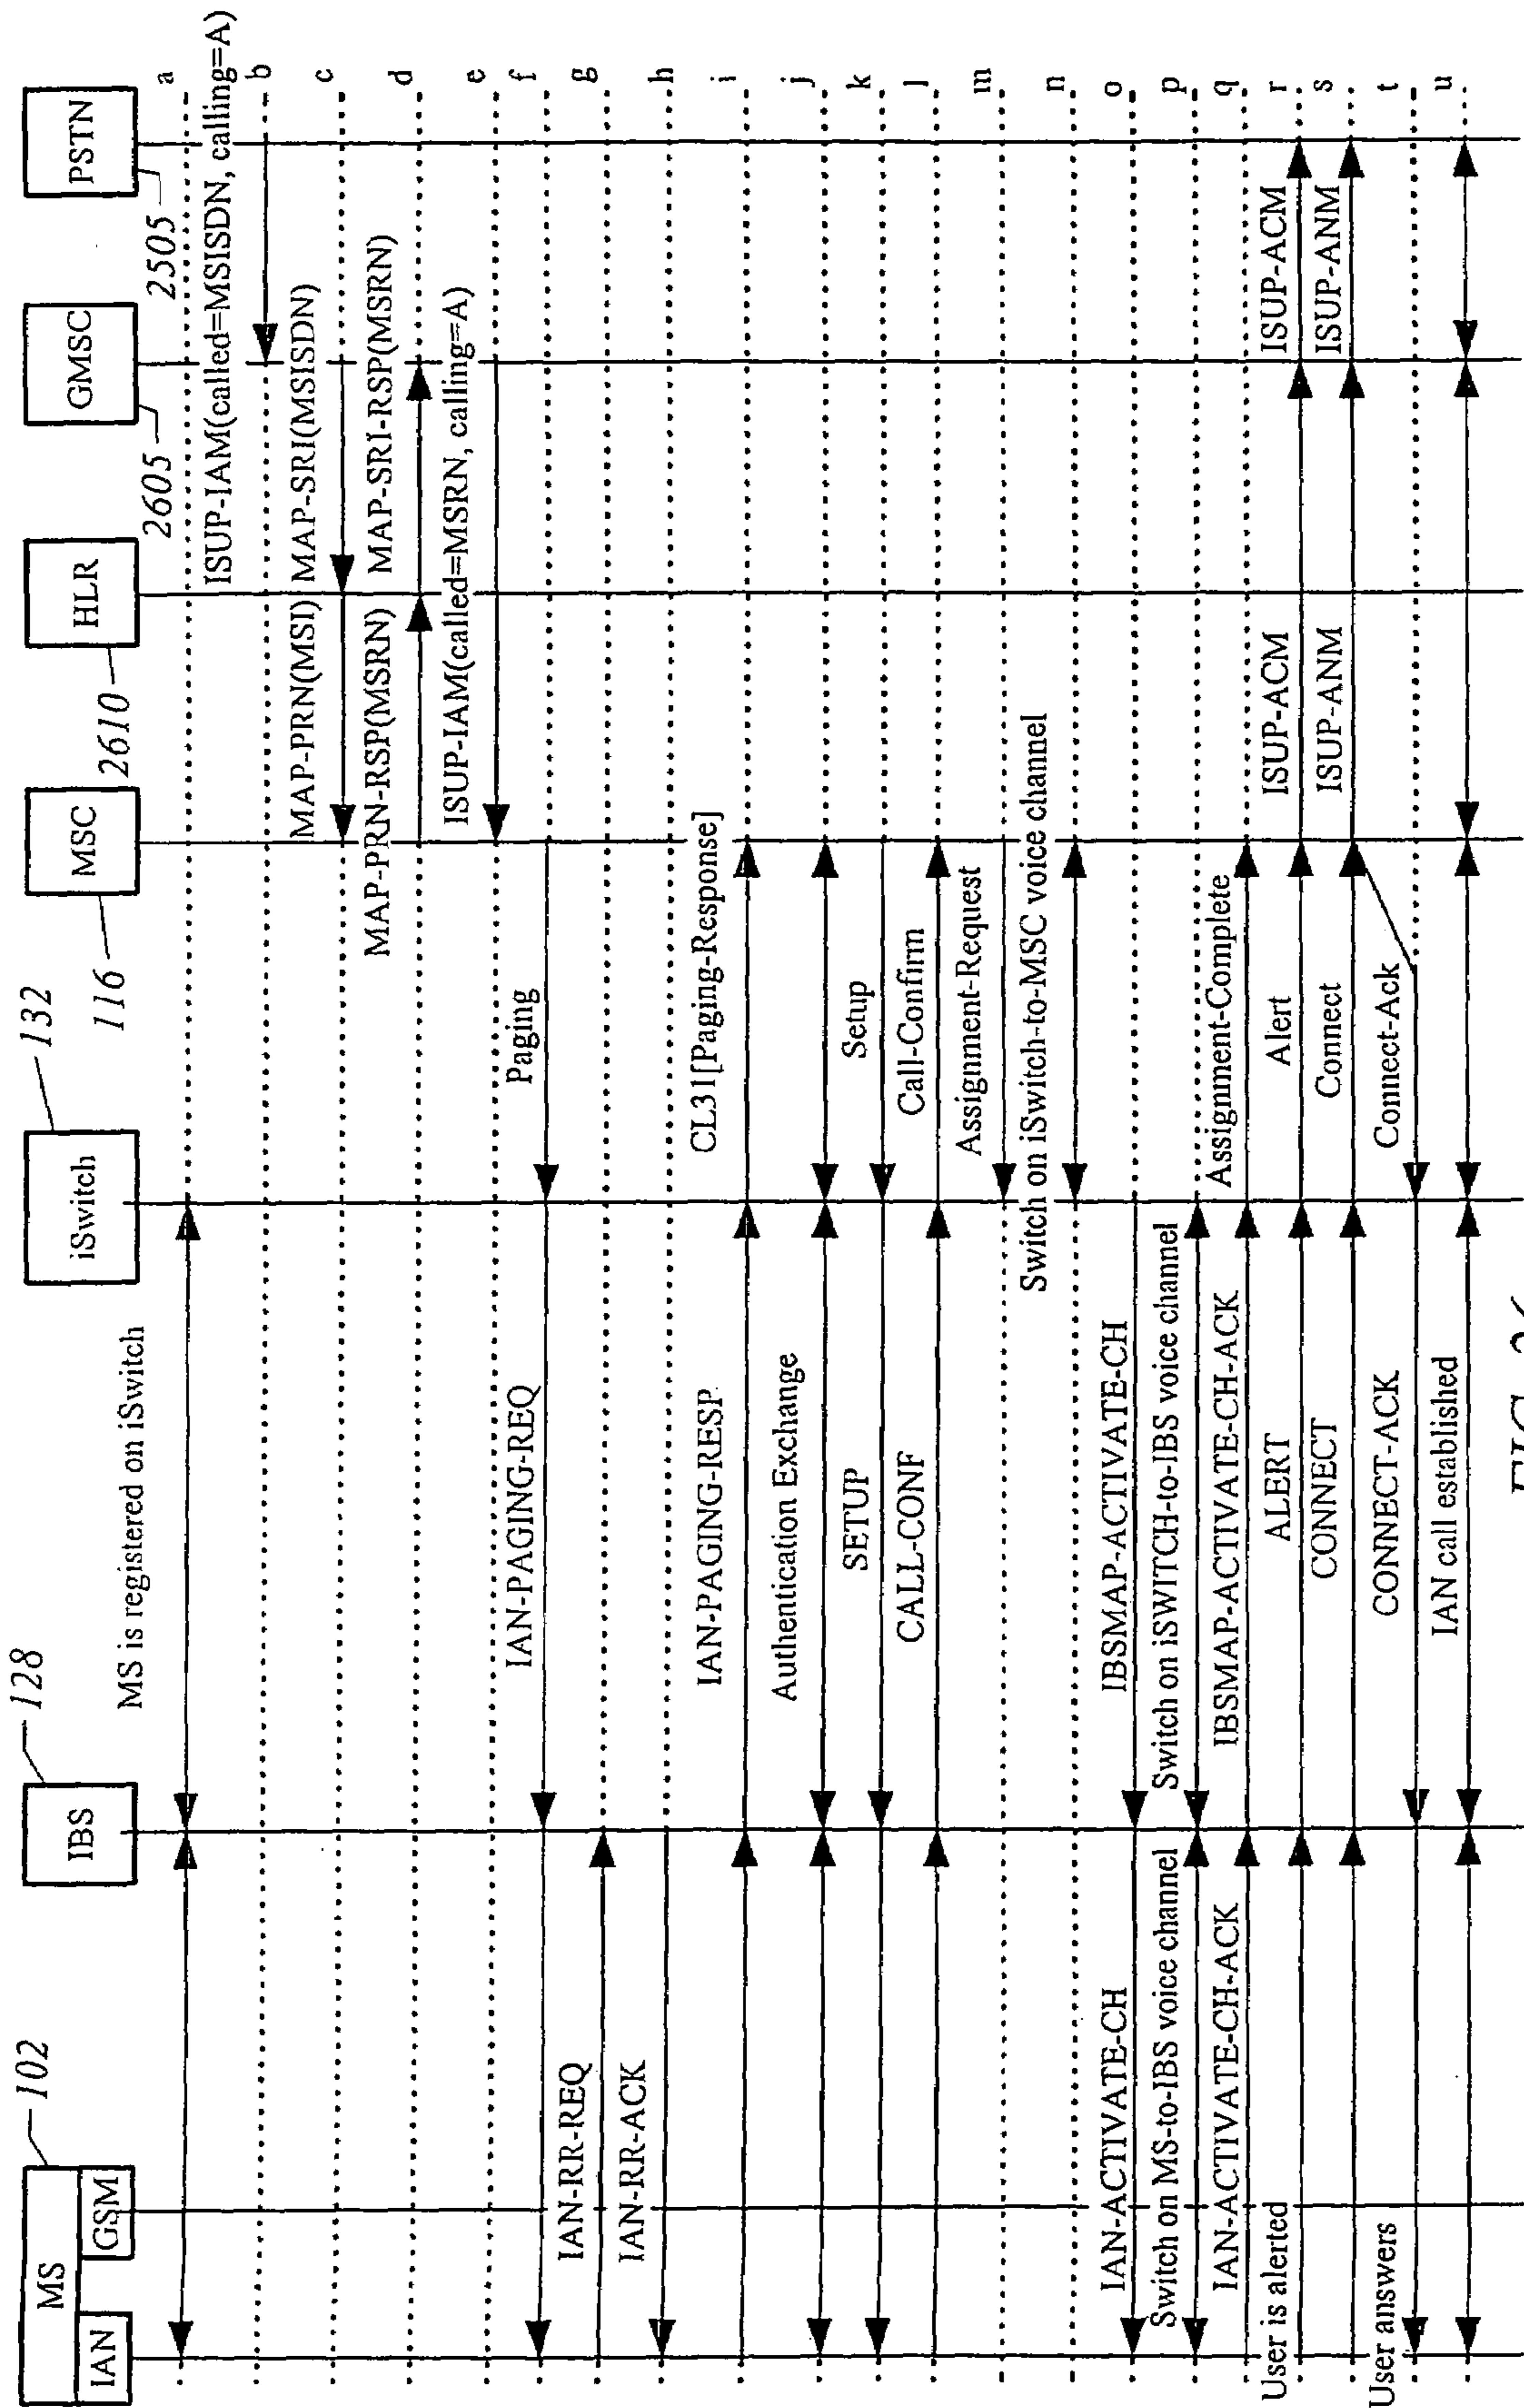 MS
IAN
GSM
102
IBS
128
iSwitch
132
MSC
116
HLR
2610
GMSC
2605
PSTN
2505
a
MS is registered on iSwitch
ISUP-IAM(called=MSISDN, calling=A)
b
MAP-PRN(MSI)
MAP-SRI(MSISDN)
c
MAP-PRN-RSP(MSRN)
MAP-SRI-RSP(MSRN)
d
ISUP-IAM(called=MSRN, calling=A)
e
IAN-PAGING-REQ
Paging
f
IAN-RR-REQ
g
IAN-RR-ACK
h
IAN-PAGING-RESP
CL31[Paging-Response]
i
Authentication Exchange
j
SETUP
Setup
k
CALL-CONF
Call-Confirm
l
Assignment-Request
m
Switch on iSwitch-to-MSC voice channel
n
IAN-ACTIVATE-CH
IBSMAP-ACTIVATE-CH
o
Switch on MS-to-IBS voice channel
Switch on iSWITCH-to-IBS voice channel
p
IAN-ACTIVATE-CH-ACK
IBSMAP-ACTIVATE-CH-ACK
Assignment-Complete
q
User is alerted
ALERT
Alert
ISUP-ACM
ISUP-ACM
r
CONNECT
Connect
ISUP-ANM
ISUP-ANM
s
User answers
CONNECT-ACK
Connect-Ack
t
IAN call established
u